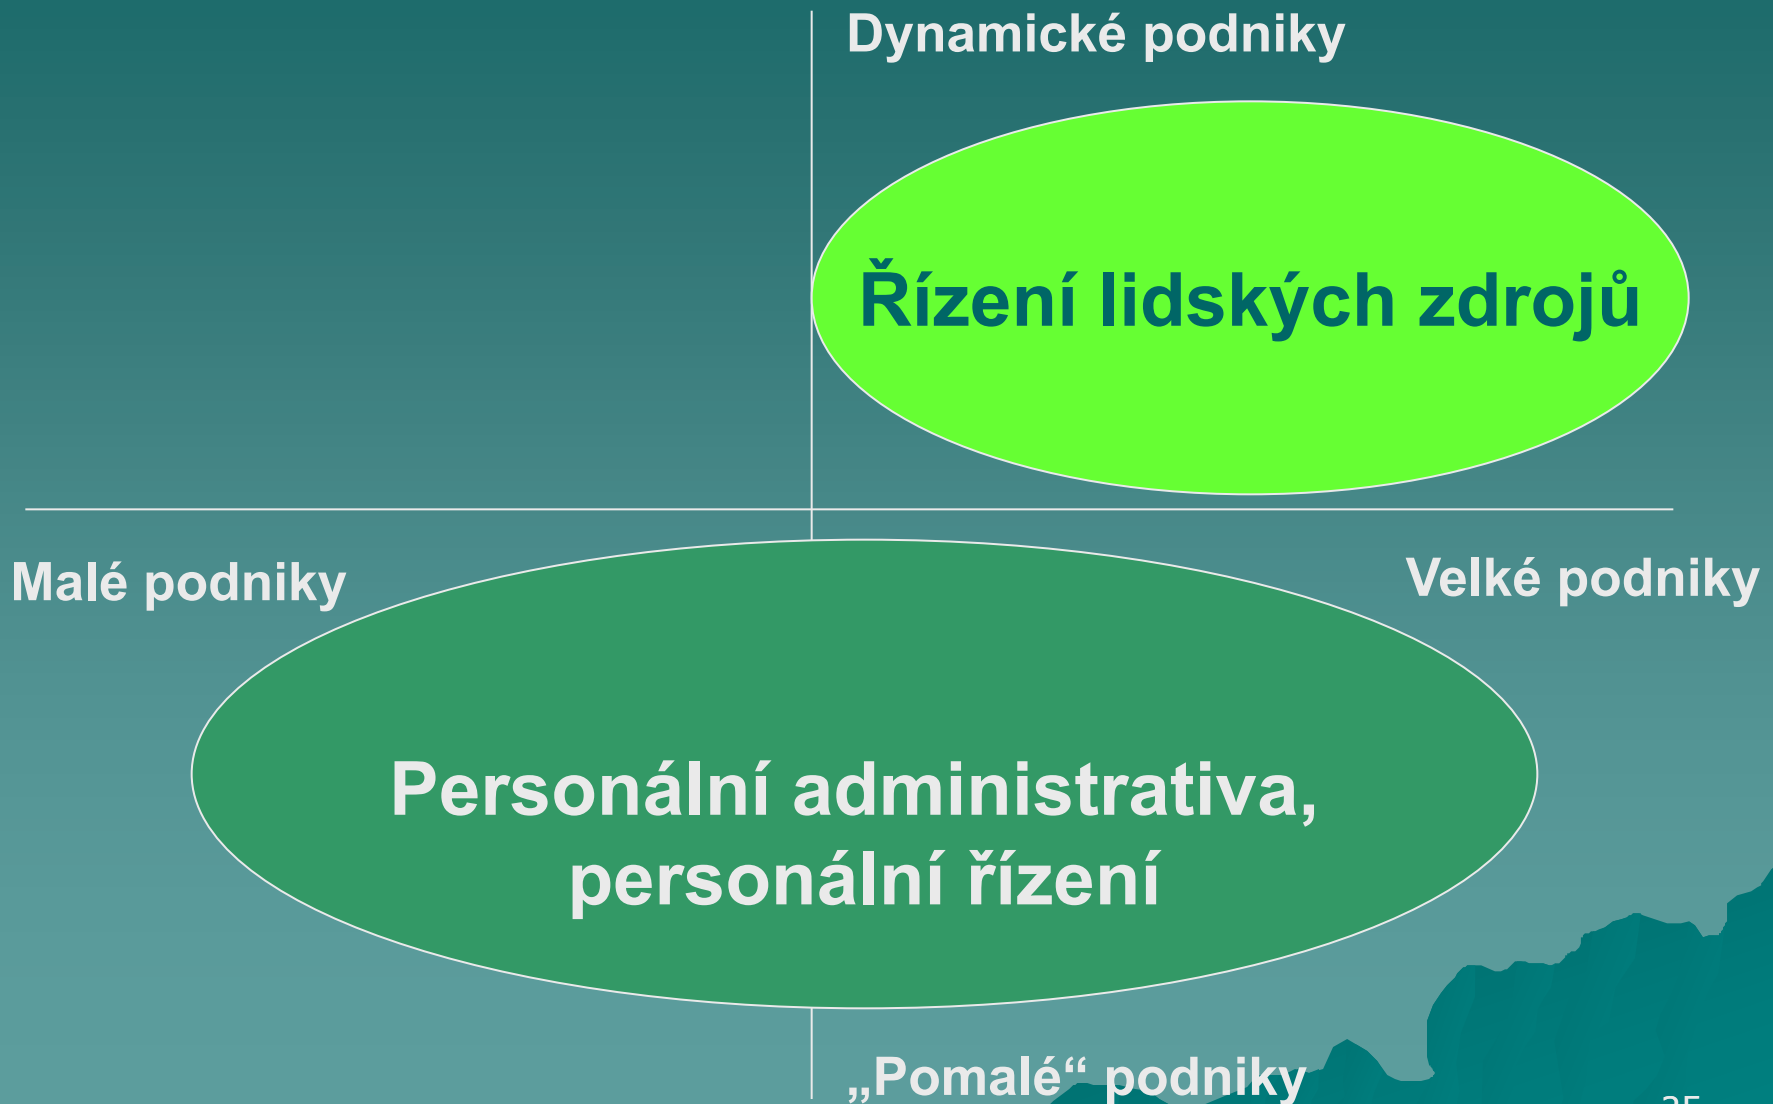 Dynamické podniky
Řízení lidských zdrojů
Malé podniky
Velké podniky
Personální administrativa,
personální řízení
„Pomalé“ podniky